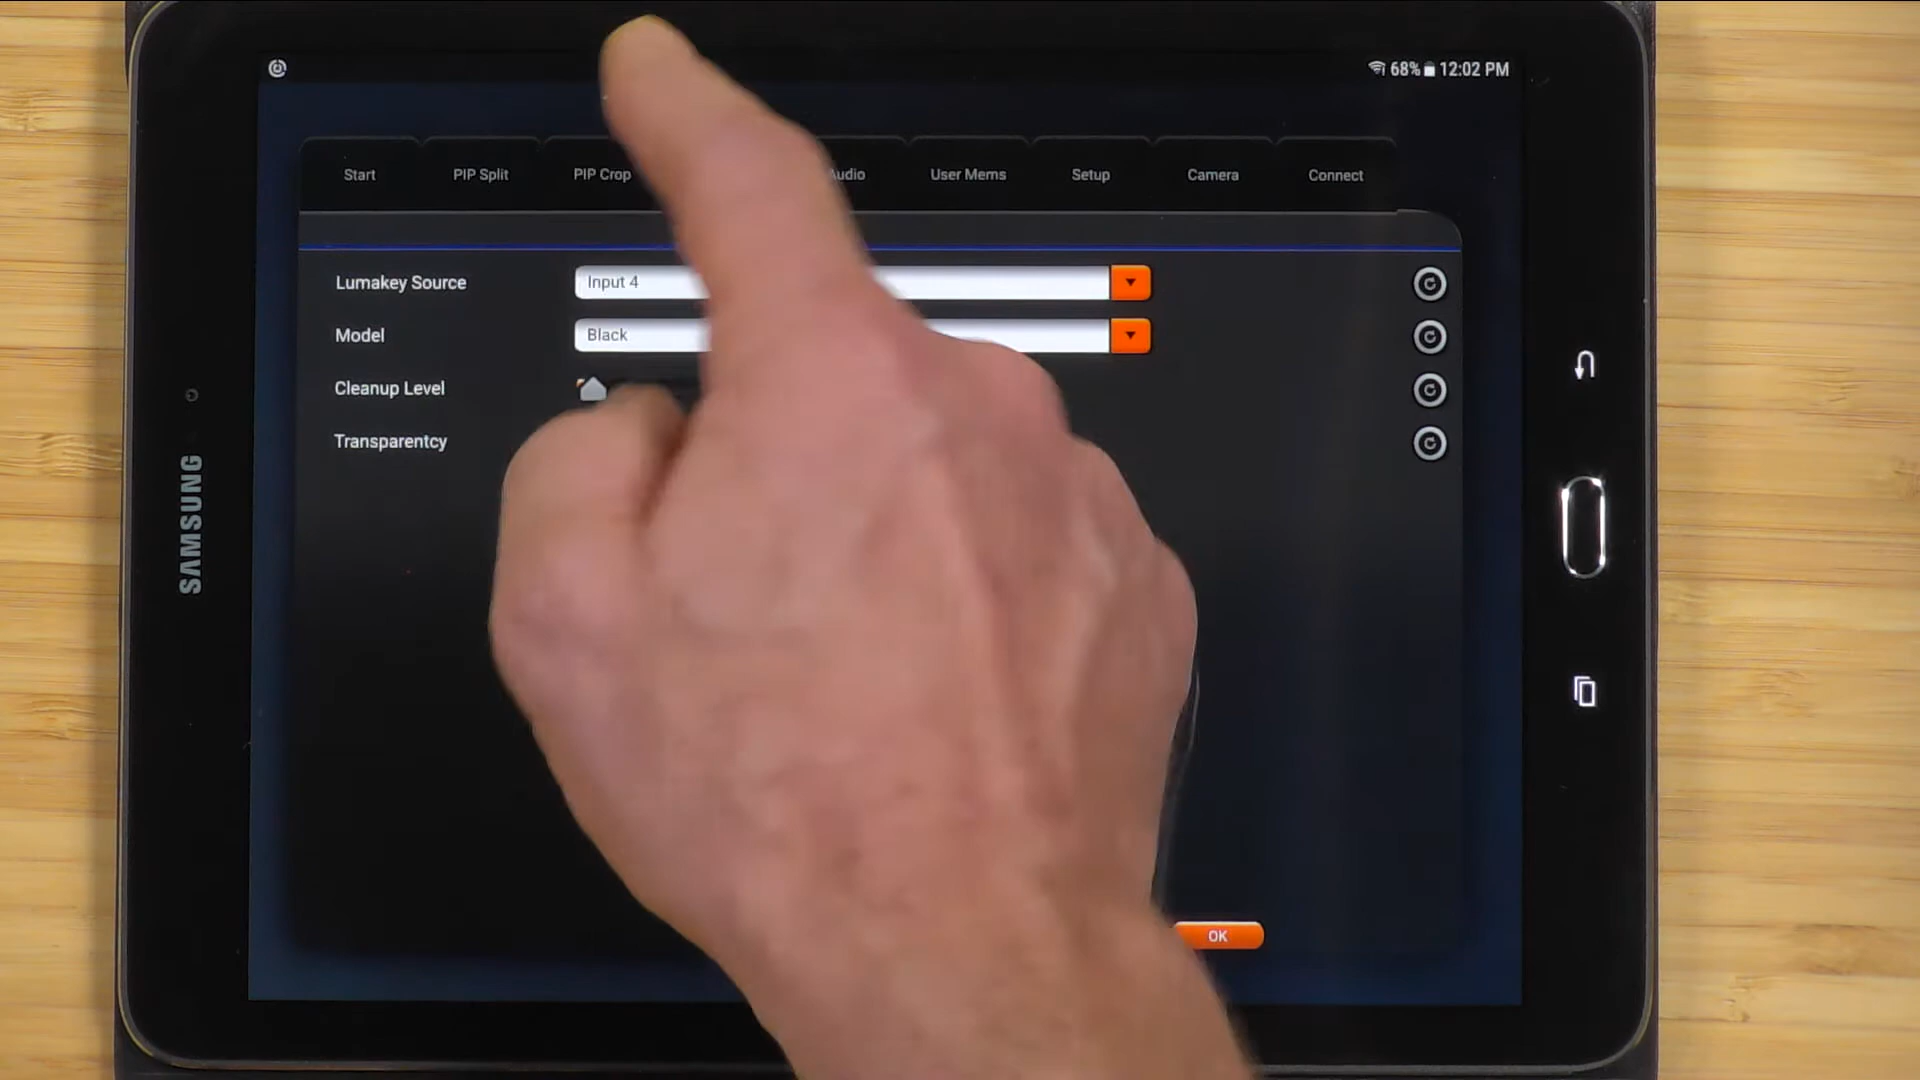 68% 12:02 PM
Start PIP Split PIP Crop Audio User Mems Setup Camera Connect
Lumakey Source Input 4
Model Black
Cleanup Level
Transparentcy
OK
SAMSUNG